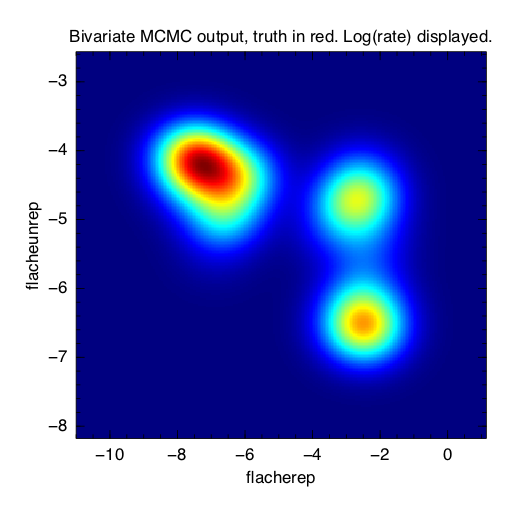 Bivariate MCMC output, truth in red. Log(rate) displayed.
−3
−4
−5
−6
−7
−8
flacheunrep
−10 −8 −6 −4 −2 0
flacherep